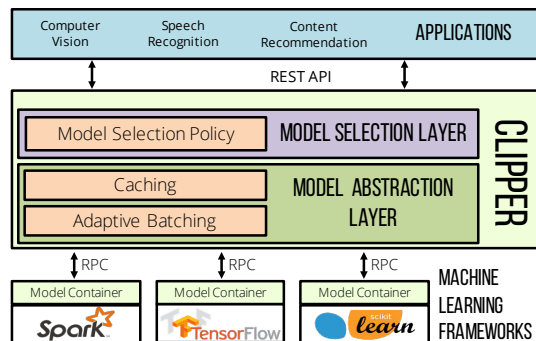 Computer Vision
Speech Recognition
Content Recommendation
APPLICATIONS
REST API
Model Selection Policy
MODEL SELECTION LAYER
Caching
Adaptive Batching
MODEL ABSTRACTION LAYER
CLIPPER
RPC
RPC
RPC
Model Container
Model Container
Model Container
Spark
TensorFlow
scikit
learn
MACHINE
LEARNING
FRAMEWORKS